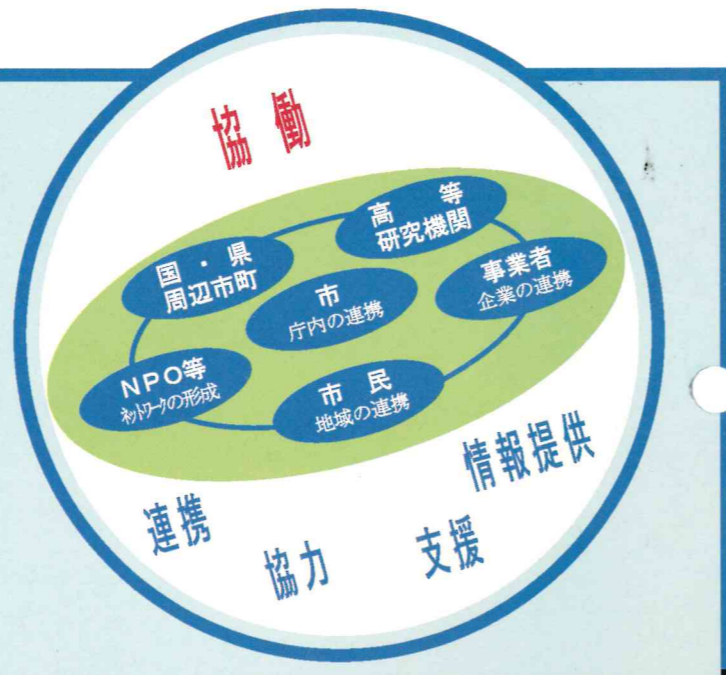 協働
高等
研究機関
国・県
周辺市町
事業者
企業の連携
市
庁内の連携
NPO等
ネットワークの形成
市民
地域の連携
情報提供
連携
協力
支援